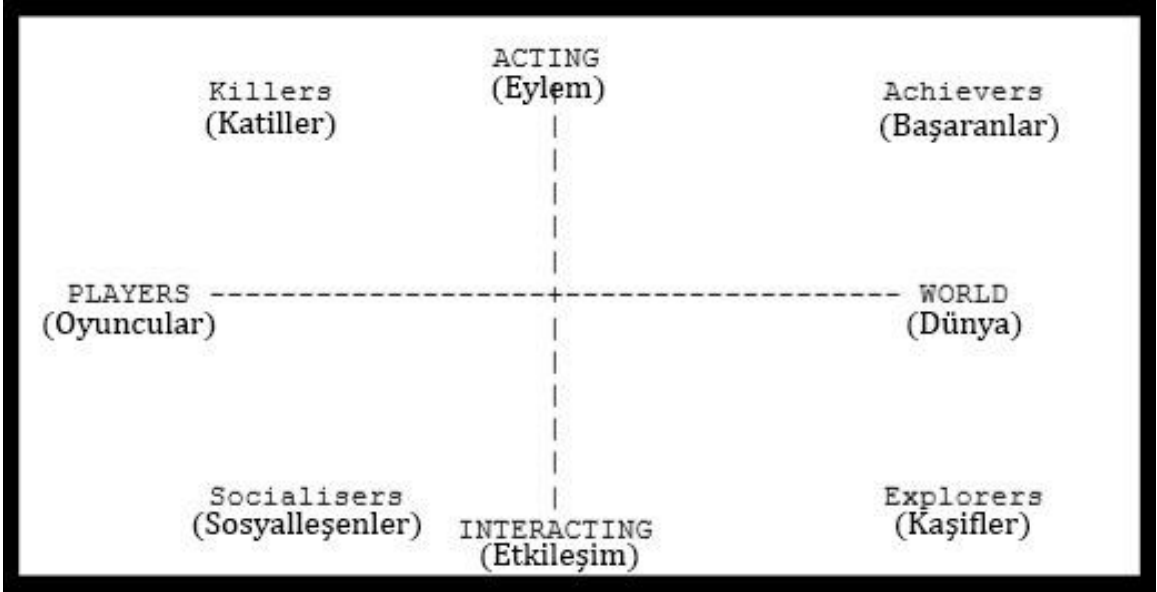 ACTING
(Eylem)
Killers
(Katiller)
Achievers
(Başaranlar)
PLAYERS
(Oyuncular)
WORLD
(Dünya)
Socialisers
(Sosyalleşenler)
INTERACTING
(Etkileşim)
Explorers
(Kaşifler)